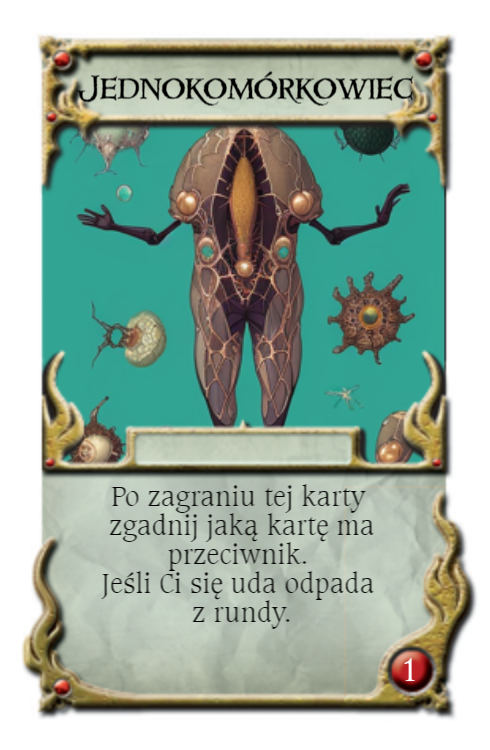 Jednokomórkowiec
Po zagraniu tej karty
zgadnij jaką kartę ma
przeciwnik.
Jeśli Ci się uda odpada
z rundy.
1